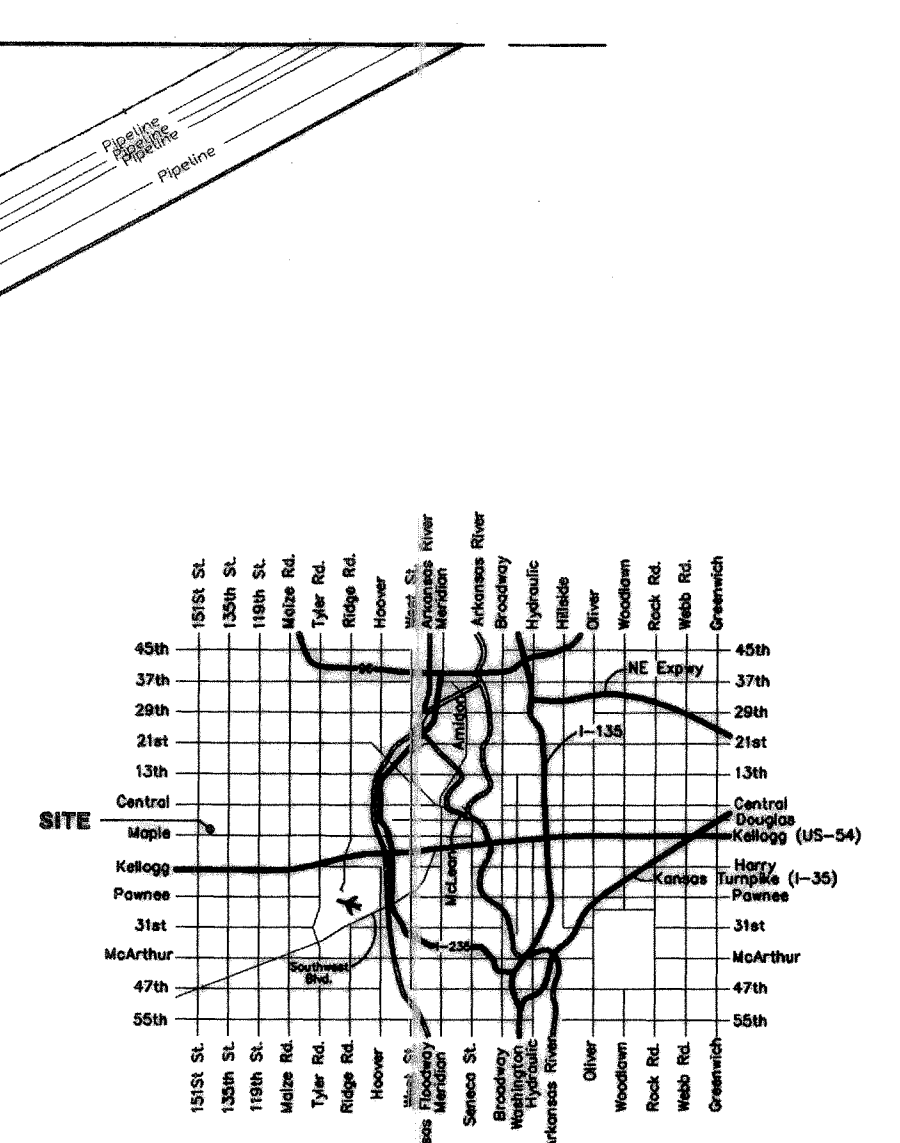 Pipeline
Pipeline
Pipeline
Pipeline
151St St.
135th St.
119th St.
Maize Rd.
Tyler Rd.
Ridge Rd.
Hoover
West St.
Arkansas River
Meridian
Arkansas River
Broadway
Hydraulic
Hillside
Oliver
Woodlawn
Rock Rd.
Webb Rd.
Greenwich
45th
45th
NE Expwy
37th
37th
29th
29th
Amidon
I-135
21st
21st
13th
13th
Central
Central
SITE
Douglas
Maple
Kellogg (US-54)
Kellogg
Harry
McLean
Kansas Turnpike (I-35)
Pawnee
Pawnee
31st
31st
I-235
McArthur
McArthur
Southwest
Blvd.
47th
47th
55th
55th
151St St.
135th St.
119th St.
Maize Rd.
Tyler Rd.
Ridge Rd.
Hoover
West St.
sas Floodway
Meridian
Seneca St.
Broadway
Washington
Hydraulic
rkansas River
Oliver
Woodlawn
Rock Rd.
Webb Rd.
Greenwich